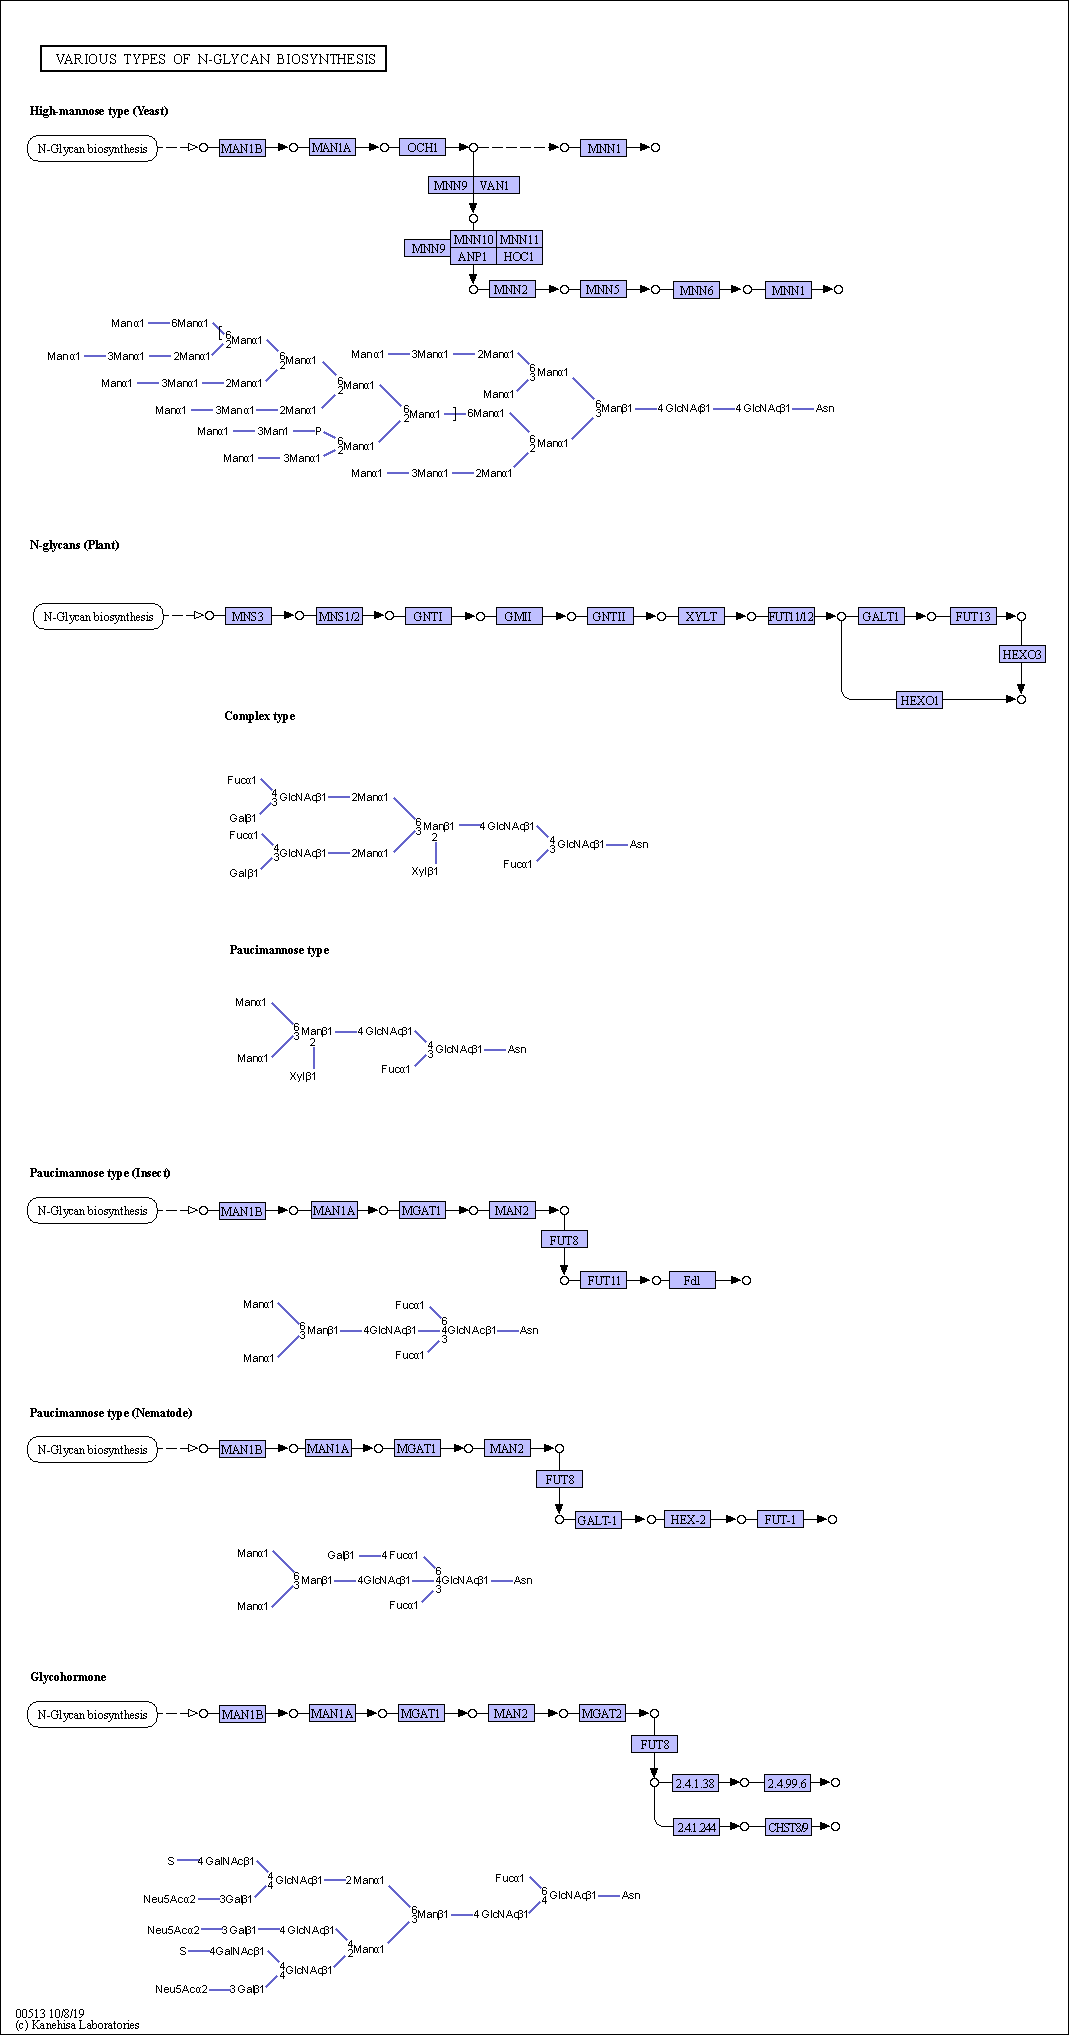 VARIOUS TYPES OF N-GLYCAN BIOSYNTHESIS
High-mannose type (Yeast)
N-Glycan biosynthesis MAN1B MAN1A OCH1 MNN1
MNN9 VAN1
MNN10 MNN11
MNN9
ANP1 HOC1
MNN2 MNN5 MNN6 MNN1
Manα1 6Manα1
[ 6
2 Manα1
Manα1 3Manα1 2Manα1
6
2 Manα1
Manα1 3Manα1 2Manα1
Manα1 3Manα1 2Manα1
6
3 Manα1
Manα1 3Manα1 2Manα1
6
2 Manα1
Manα1
Manα1 3Manα1 2Manα1
6
2 Manα1 ] 6Manα1
6
3 Manβ1 4 GlcNAcβ1 4 GlcNAcβ1 Asn
Manα1 3Man1 P
6
2 Manα1
6
2 Manα1
Manα1 3Manα1
Manα1 3Manα1 2Manα1
N-glycans (Plant)
N-Glycan biosynthesis MNS3 MNS1/2 GNTI GMII GNTII XYLT FUT11/12 GALT1 FUT13
HEXO3
HEXO1
Complex type
Fucα1
4
3 GlcNAcβ1 2Manα1
Galβ1
Fucα1
6
3 Manβ1 4 GlcNAcβ1
2
4
3 GlcNAcβ1 Asn
4
3 GlcNAcβ1 2Manα1
Fucα1
Galβ1
Xylβ1
Paucimannose type
Manα1
6
3 Manβ1 4 GlcNAcβ1
2
4
3 GlcNAcβ1 Asn
Manα1
Fucα1
Xylβ1
Paucimannose type (Insect)
N-Glycan biosynthesis MAN1B MAN1A MGAT1 MAN2
FUT8
FUT11 Fdl
Manα1 Fucα1
6
3 Manβ1 4GlcNAcβ1
6
4 GlcNAcβ1 Asn
3
Manα1 Fucα1
Paucimannose type (Nematode)
N-Glycan biosynthesis MAN1B MAN1A MGAT1 MAN2
FUT8
GALT-1 HEX-2 FUT-1
Manα1 Galβ1 4 Fucα1
6
3 Manβ1 4GlcNAcβ1
6
4 GlcNAcβ1 Asn
3
Manα1 Fucα1
Glycohormone
N-Glycan biosynthesis MAN1B MAN1A MGAT1 MAN2 MGAT2
FUT8
2.4.1.38 2.4.99.6
2.4.1.244 CHST8/9
S 4 GalNAcβ1
4
4 GlcNAcβ1 2 Manα1
Fucα1
Neu5Acα2 3Galβ1
6
4 GlcNAcβ1 Asn
6
3 Manβ1 4 GlcNAcβ1
Neu5Acα2 3 Galβ1 4 GlcNAcβ1
4
2 Manα1
S 4GalNAcβ1
4
4 GlcNAcβ1
Neu5Acα2 3 Galβ1
00513 10/8/19
(c) Kanehisa Laboratories